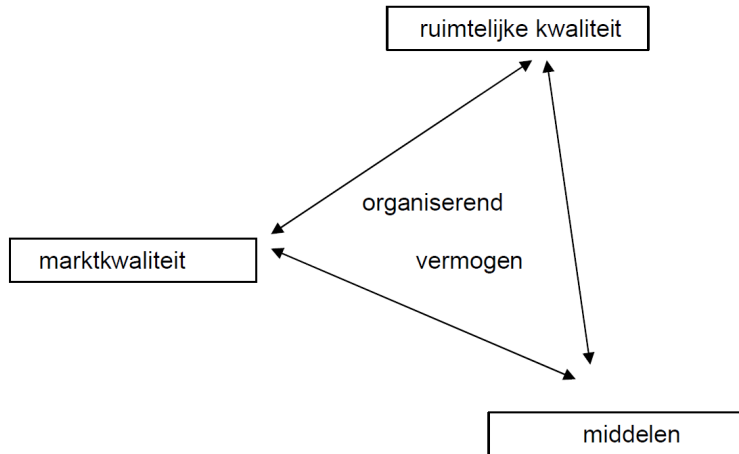 ruimtelijke kwaliteit
organiserend
marktkwaliteit
vermogen
middelen